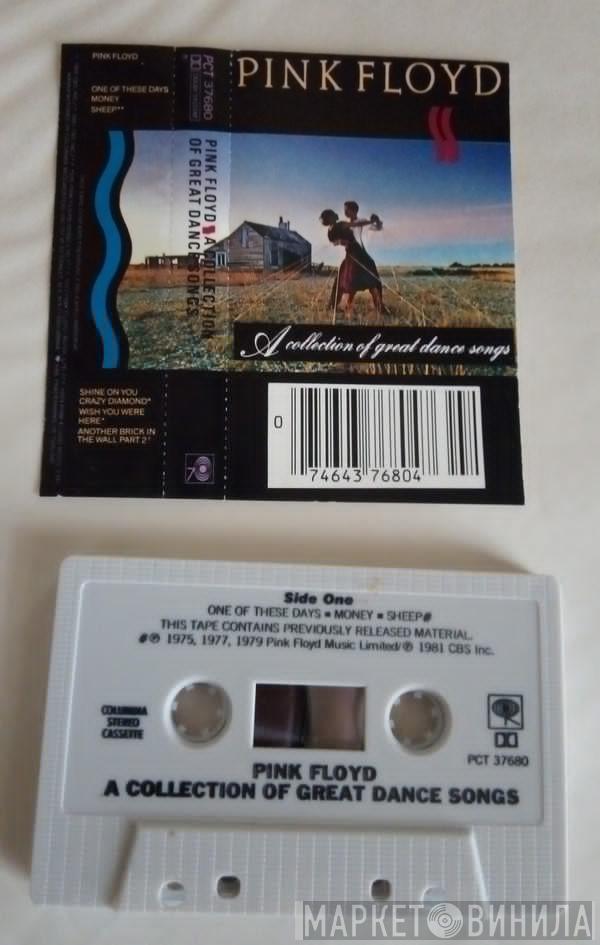 PINK FLOYD
ONE OF THESE DAYS
MONEY
SHEEP**
SHINE ON YOU
CRAZY DIAMOND*
WISH YOU WERE
HERE*
ANOTHER BRICK IN
THE WALL PART 2†
PCT 37680
PINK FLOYD A COLLECTION
OF GREAT DANCE SONGS
70
PINK FLOYD
A collection of great dance songs
0 74643 76804
Side One
ONE OF THESE DAYS ■ MONEY ■ SHEEP#
THIS TAPE CONTAINS PREVIOUSLY RELEASED MATERIAL.
#℗ 1975, 1977, 1979 Pink Floyd Music Limited/℗ 1981 CBS Inc.
COLUMBIA
STEREO
CASSETTE
PCT 37680
PINK FLOYD
A COLLECTION OF GREAT DANCE SONGS
МАРКЕТ ВИНИЛА